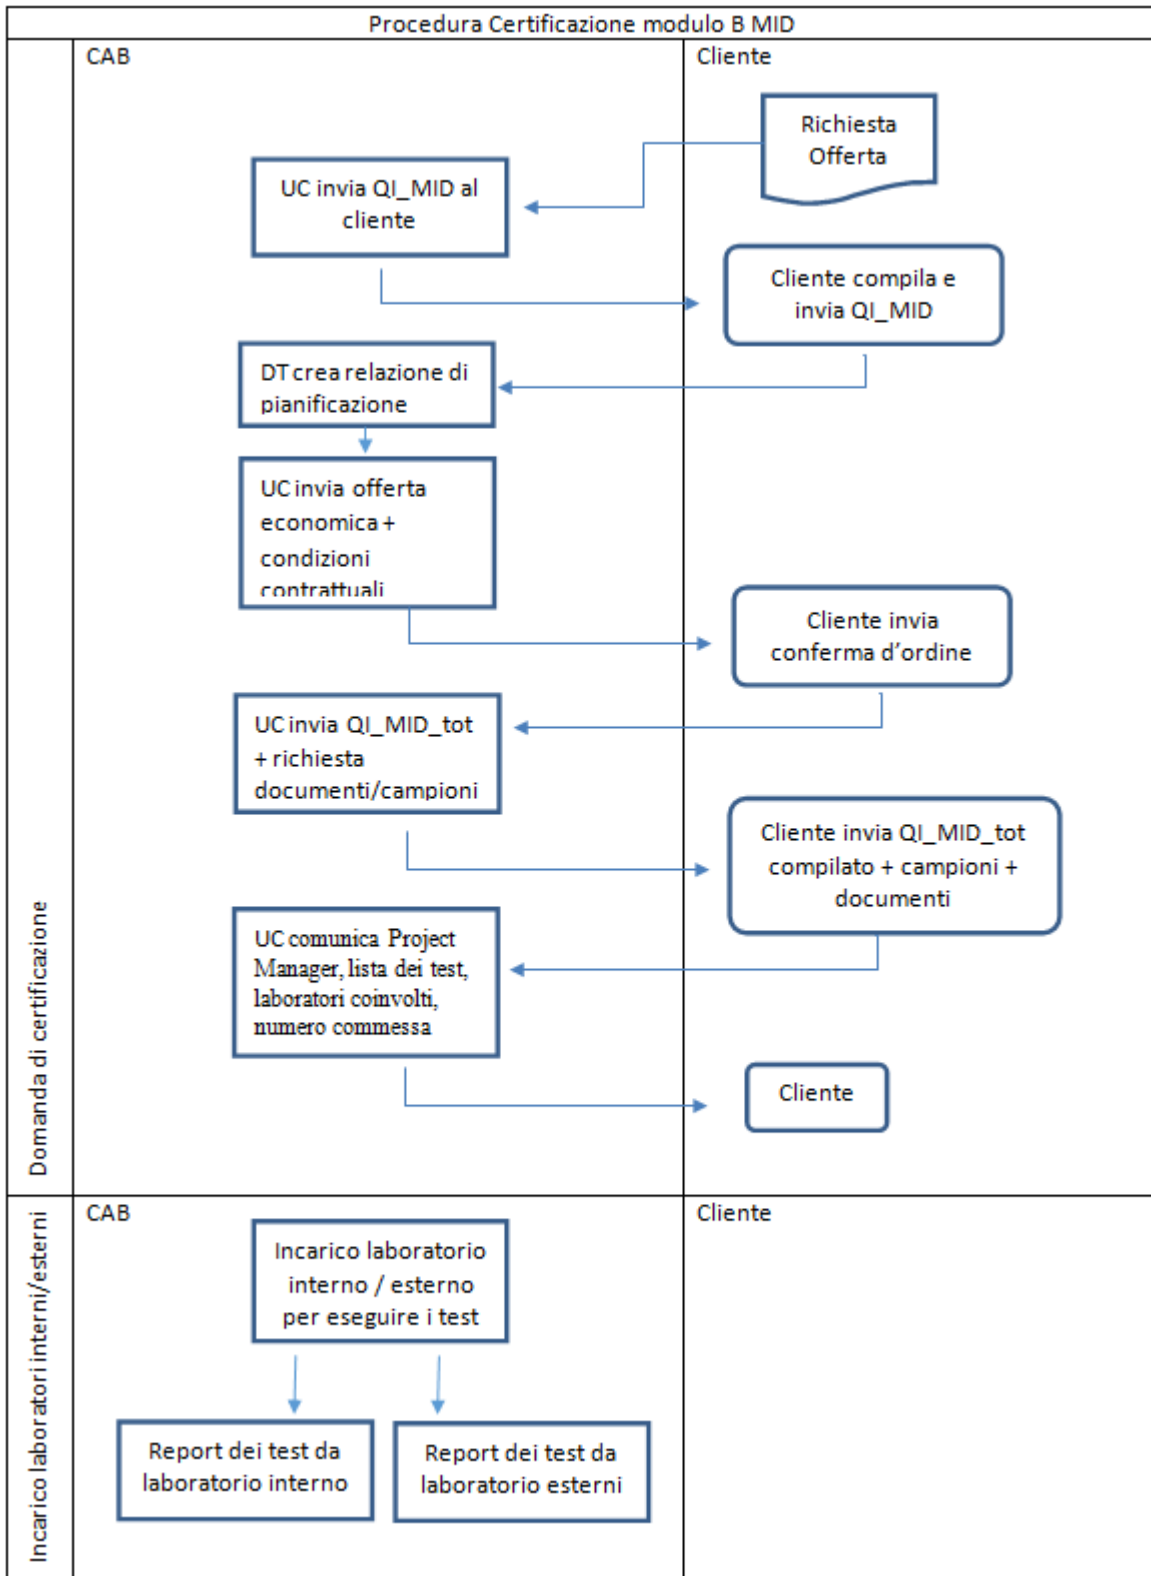 Procedura Certificazione modulo B MID
CAB
Cliente
Richiesta
Offerta
UC invia QI_MID al
cliente
Cliente compila e
invia QI_MID
DT crea relazione di
pianificazione
UC invia offerta
economica +
condizioni
contrattuali
Cliente invia
conferma d'ordine
UC invia QI_MID_tot
+ richiesta
documenti/campioni
Cliente invia QI_MID_tot
compilato + campioni +
documenti
UC comunica Project
Manager, lista dei test,
laboratori coinvolti,
numero commessa
Cliente
Domanda di certificazione
CAB
Cliente
Incarico laboratorio
interno / esterno
per eseguire i test
Report dei test da
laboratorio interno
Report dei test da
laboratorio esterni
Incarico laboratori interni/esterni